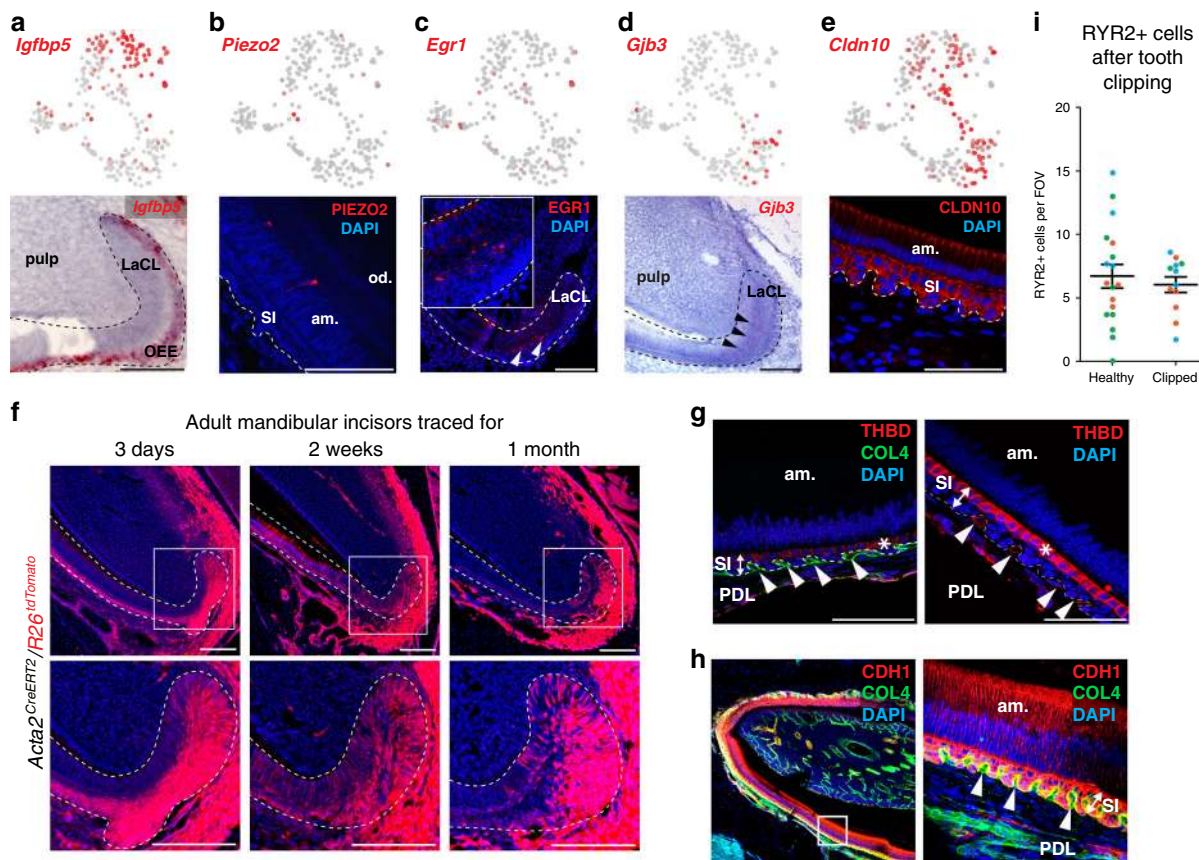 a
Igfbp5
Igfbp5
pulp
LaCL
OEE
b
Piezo2
PIEZO2
DAPI
od.
SI
am.
c
Egr1
EGR1
DAPI
LaCL
d
Gjb3
Gjb3
pulp
LaCL
e
Cldn10
CLDN10
DAPI
am.
SI
i
RYR2+ cells
after tooth
clipping
RYR2+ cells per FOV
20
15
10
5
0
Healthy
Clipped
f
Adult mandibular incisors traced for
3 days
2 weeks
1 month
Acta2CreERT2/R26tdTomato
g
THBD
COL4
DAPI
am.
SI
*
PDL
THBD
DAPI
am.
SI
*
PDL
h
CDH1
COL4
DAPI
CDH1
COL4
DAPI
am.
SI
PDL